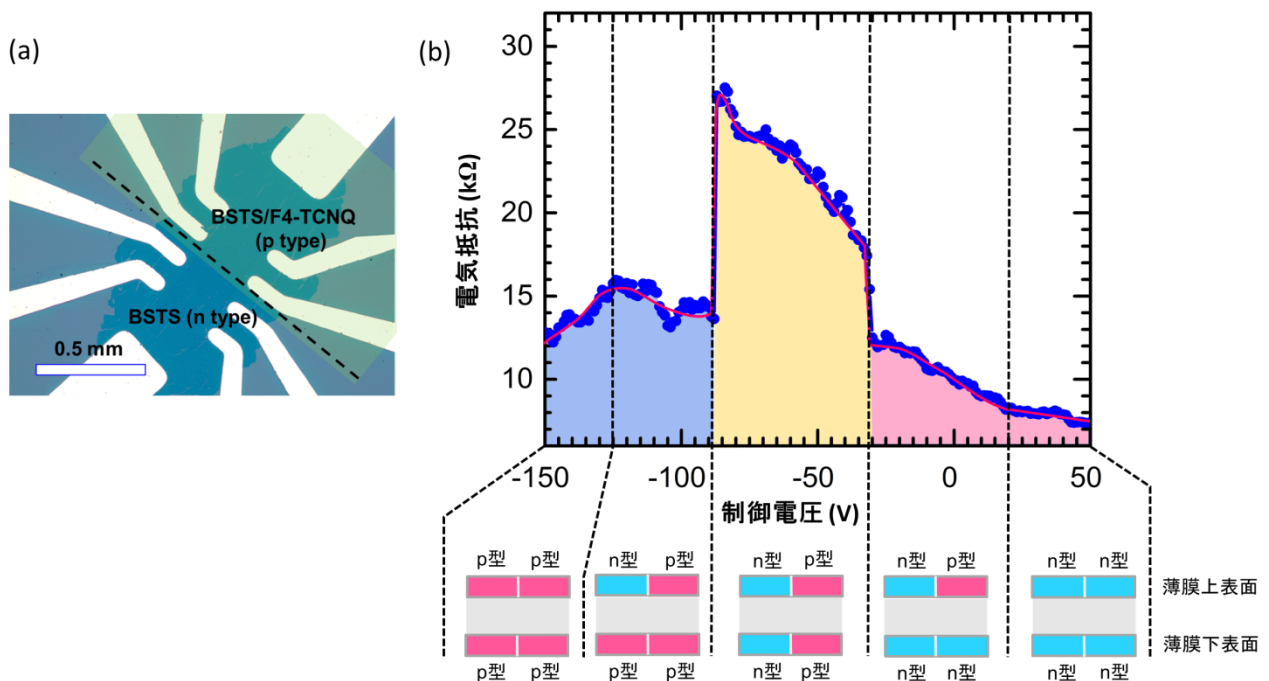 (a)
BSTS/F4-TCNQ
(p type)
BSTS (n type)
0.5 mm
(b)
電気抵抗 (kΩ)
30
25
20
15
10
-150
-100
-50
0
50
制御電圧 (V)
p型 p型 n型 p型 n型 p型 n型 p型 n型 n型
薄膜上表面
薄膜下表面
p型 p型 p型 p型 n型 p型 n型 n型 n型 n型